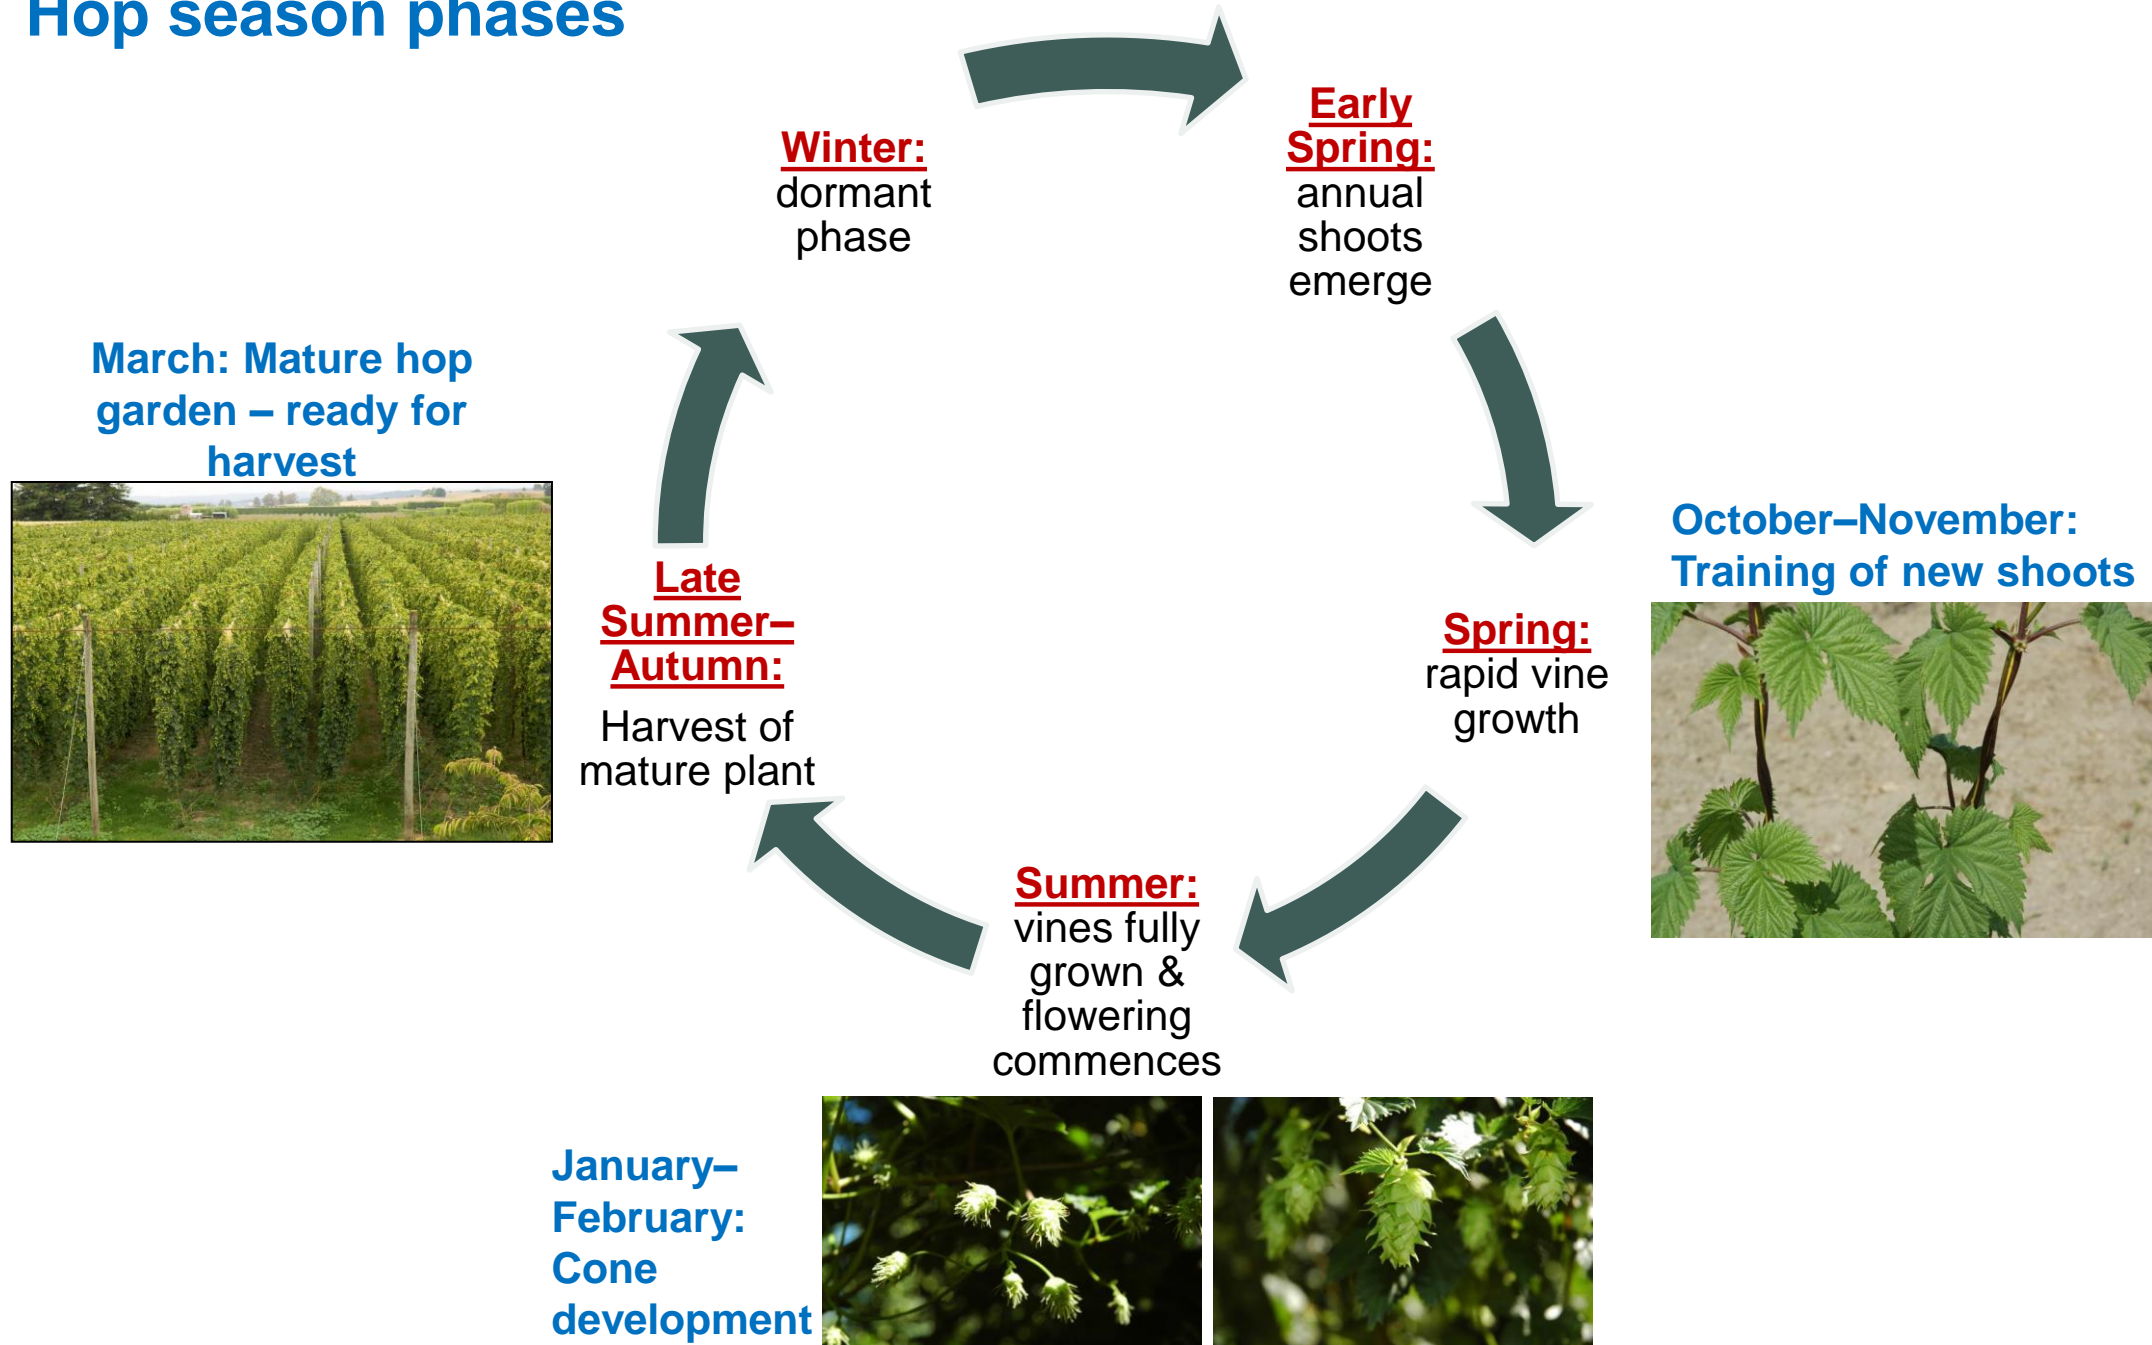 Hop season phases
Winter:
dormant
phase
Early
Spring:
annual
shoots
emerge
March: Mature hop
garden – ready for
harvest
October–November:
Training of new shoots
Late
Summer–
Autumn:
Harvest of
mature plant
Spring:
rapid vine
growth
Summer:
vines fully
grown &
flowering
commences
January–
February:
Cone
development